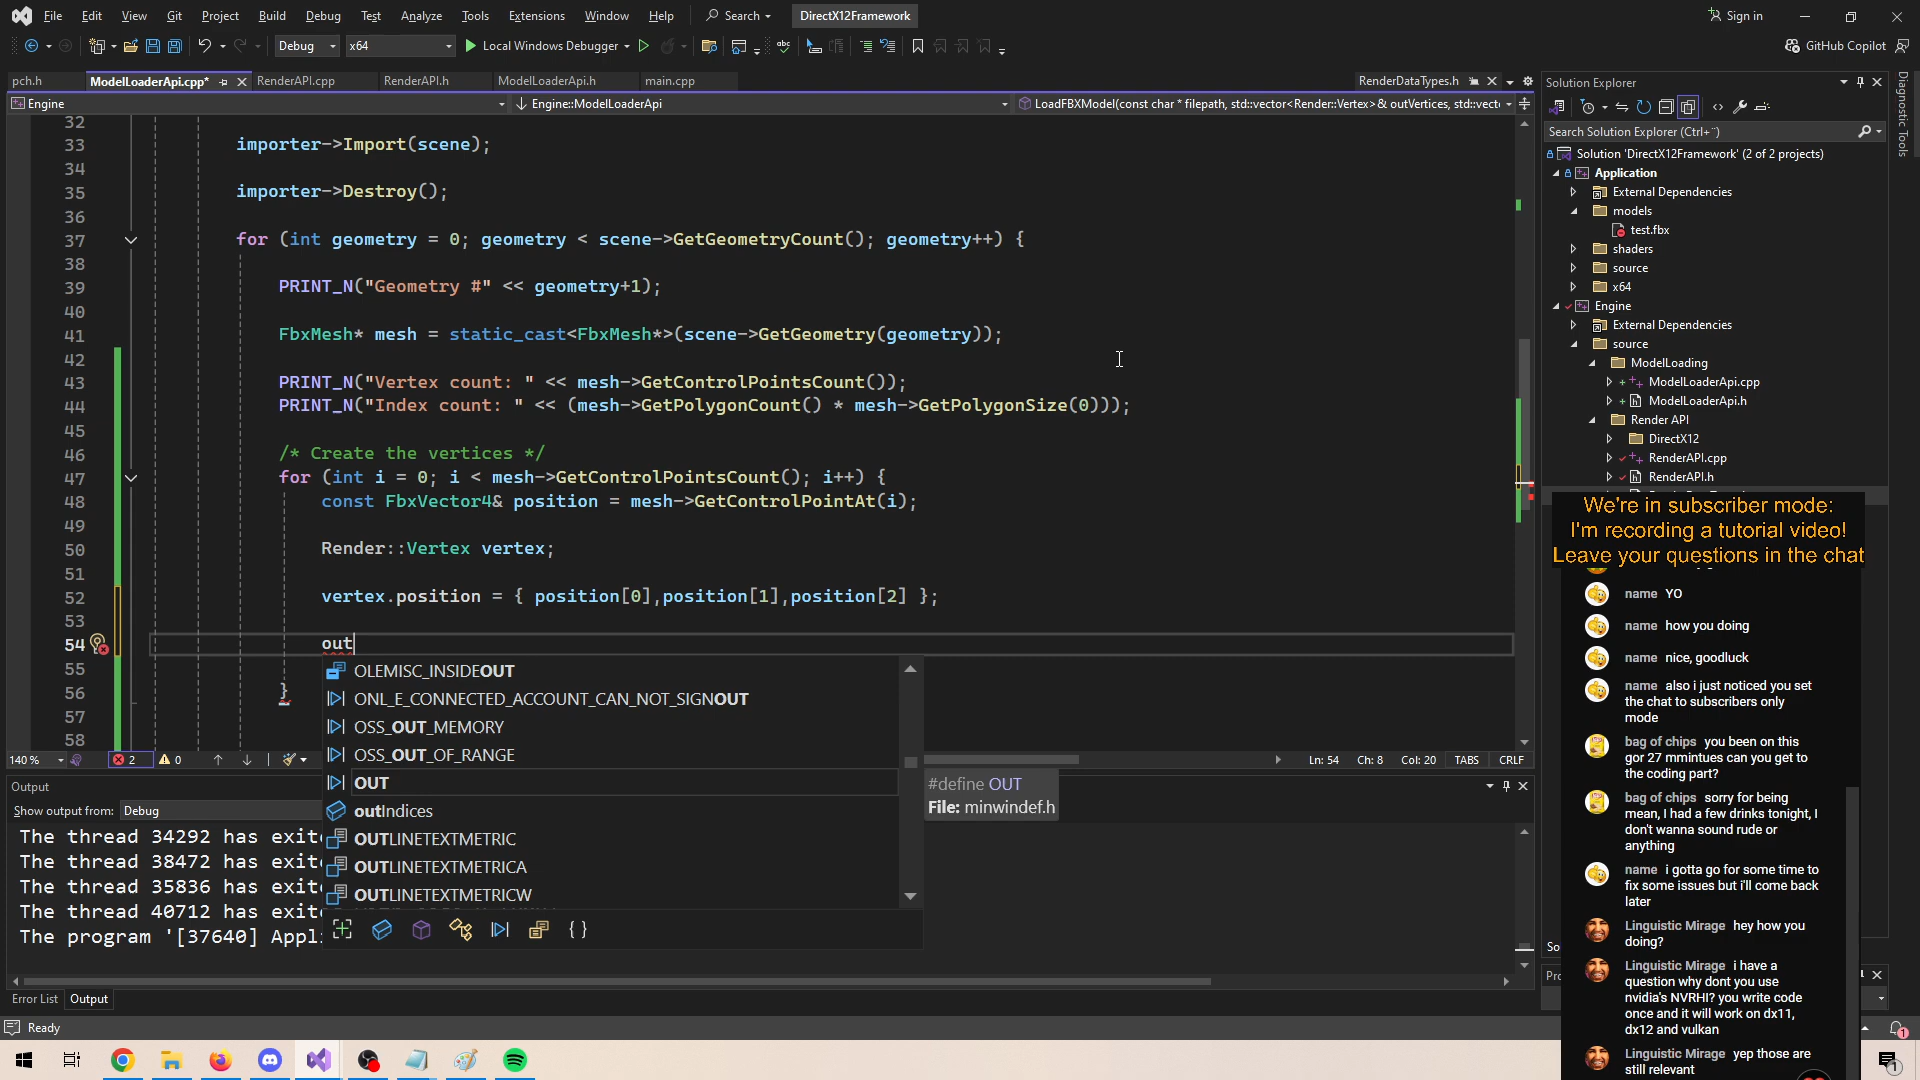 File Edit View Git Project Build Debug Test Analyze Tools Extensions Window Help Search DirectX12Framework Sign in
Debug x64 Local Windows Debugger GitHub Copilot
pch.h ModelLoaderApi.cpp* RenderAPI.cpp RenderAPI.h ModelLoaderApi.h main.cpp RenderDataTypes.h
Engine Engine::ModelLoaderApi LoadFBXModel(const char * filepath, std::vector<Render::Vertex>& outVertices, std::vect
32
33 importer->Import(scene);
34
35 importer->Destroy();
36
37 for (int geometry = 0; geometry < scene->GetGeometryCount(); geometry++) {
38
39 PRINT_N("Geometry #" << geometry+1);
40
41 FbxMesh* mesh = static_cast<FbxMesh*>(scene->GetGeometry(geometry));
42
43 PRINT_N("Vertex count: " << mesh->GetControlPointsCount());
44 PRINT_N("Index count: " << (mesh->GetPolygonCount() * mesh->GetPolygonSize(0)));
45
46 /* Create the vertices */
47 for (int i = 0; i < mesh->GetControlPointsCount(); i++) {
48 const FbxVector4& position = mesh->GetControlPointAt(i);
49
50 Render::Vertex vertex;
51
52 vertex.position = { position[0],position[1],position[2] };
53
54 out
55
56 }
57
58
OLEMISC_INSIDEOUT
ONL_E_CONNECTED_ACCOUNT_CAN_NOT_SIGNOUT
OSS_OUT_MEMORY
OSS_OUT_OF_RANGE
OUT
outIndices
OUTLINETEXTMETRIC
OUTLINETEXTMETRICA
OUTLINETEXTMETRICW
{ }
#define OUT
File: minwindef.h
140 % 2 0 Ln: 54 Ch: 8 Col: 20 TABS CRLF
Output
Show output from: Debug
The thread 34292 has exit
The thread 38472 has exit
The thread 35836 has exit
The thread 40712 has exit
The program '[37640] Appl
Error List Output
Ready
Solution Explorer
Search Solution Explorer (Ctrl+¨)
Solution 'DirectX12Framework' (2 of 2 projects)
Application
External Dependencies
models
test.fbx
shaders
source
x64
Engine
External Dependencies
source
ModelLoading
ModelLoaderApi.cpp
ModelLoaderApi.h
Render API
DirectX12
RenderAPI.cpp
RenderAPI.h
Diagnostic Tools
We're in subscriber mode:
I'm recording a tutorial video!
Leave your questions in the chat
name YO
name how you doing
name nice, goodluck
name also i just noticed you set
the chat to subscribers only
mode
bag of chips you been on this
gor 27 mmintues can you get to
the coding part?
bag of chips sorry for being
mean, I had a few drinks tonight, I
don't wanna sound rude or
anything
name i gotta go for some time to
fix some issues but i'll come back
later
Linguistic Mirage hey how you
doing?
Linguistic Mirage i have a
question why dont you use
nvidia's NVRHI? you write code
once and it will work on dx11,
dx12 and vulkan
Linguistic Mirage yep those are
still relevant
So
Pro
1
1